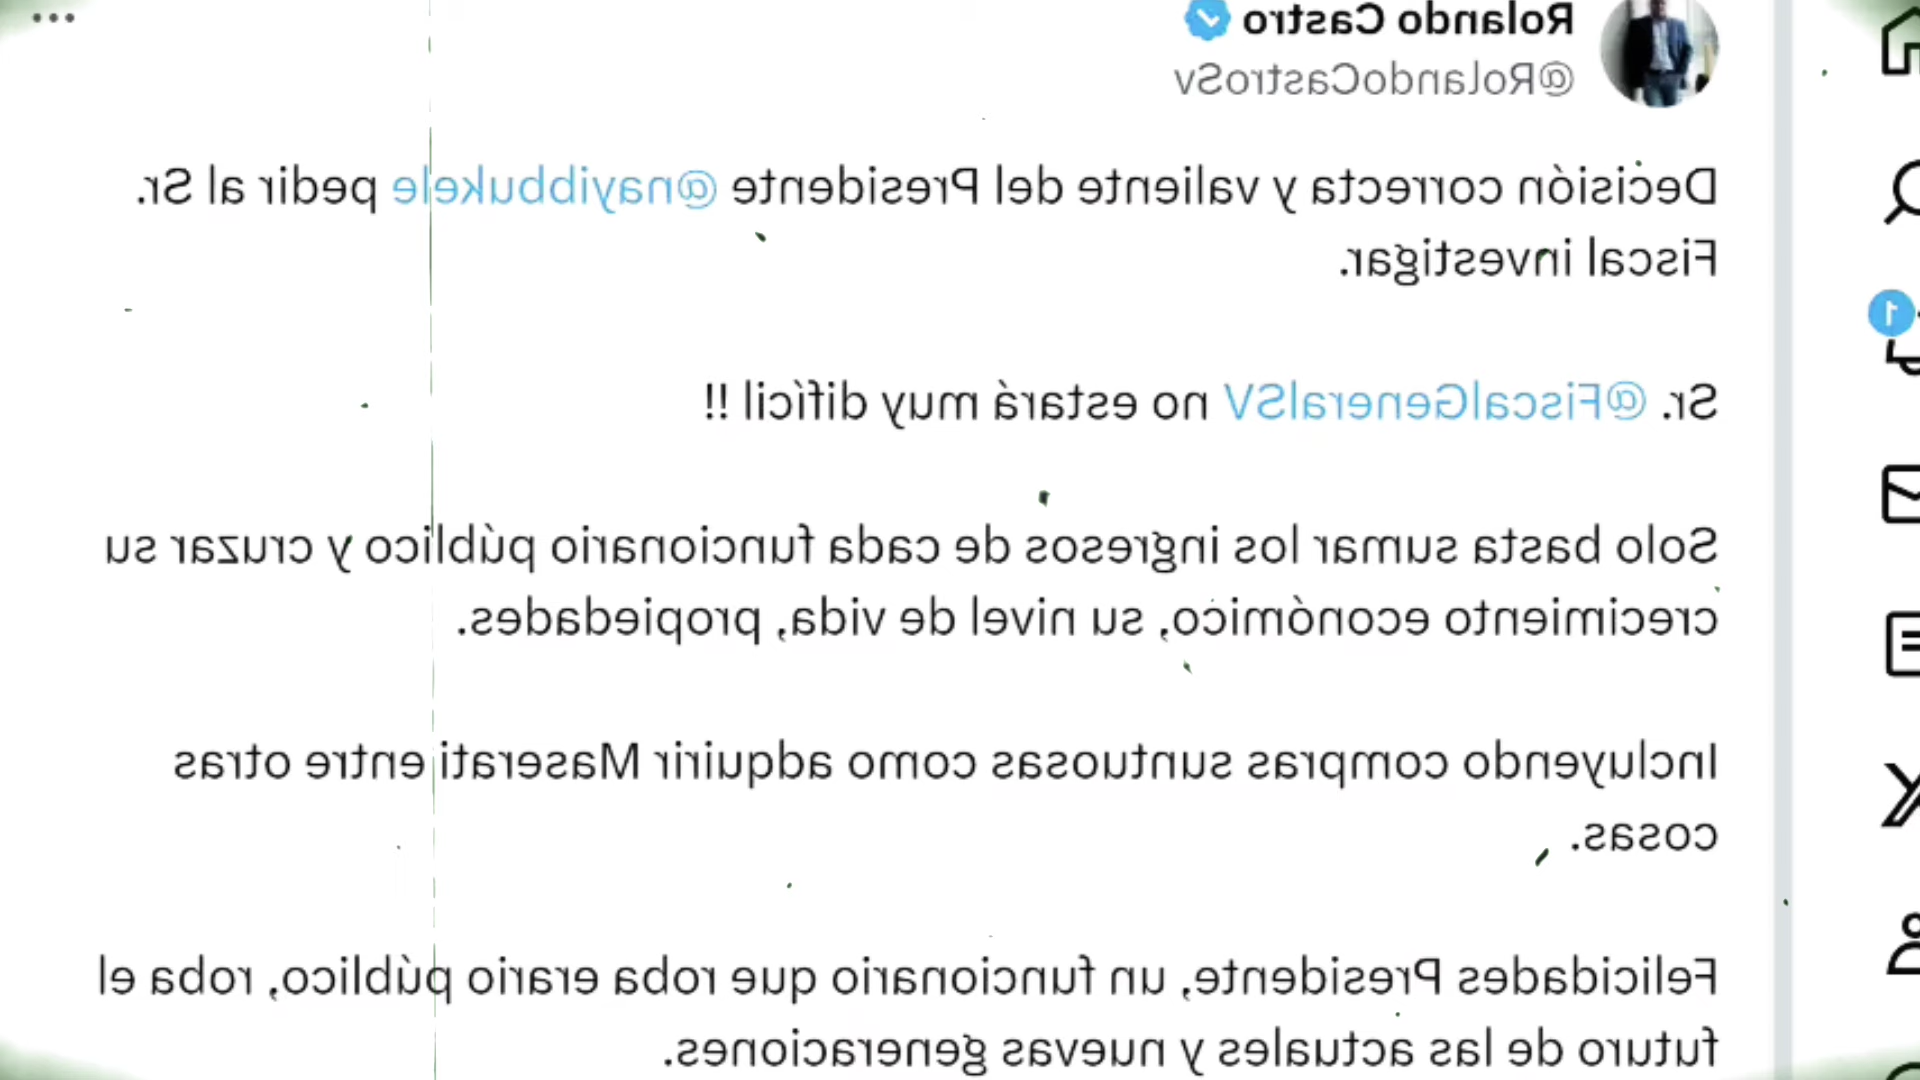 Rolando Castro
@RolandoCastroSv
Decisión correcta y valiente del Presidente @nayibbukele pedir al Sr.
Fiscal investigar.
1
Sr. @FiscalGeneralSV no estará muy difícil !!
Solo basta sumar los ingresos de cada funcionario público y cruzar su
crecimiento económico, su nivel de vida, propiedades.
Incluyendo compras suntuosas como adquirir Maserati entre otras
cosas.
Felicidades Presidente, un funcionario que roba erario público, roba el
futuro de las actuales y nuevas generaciones.